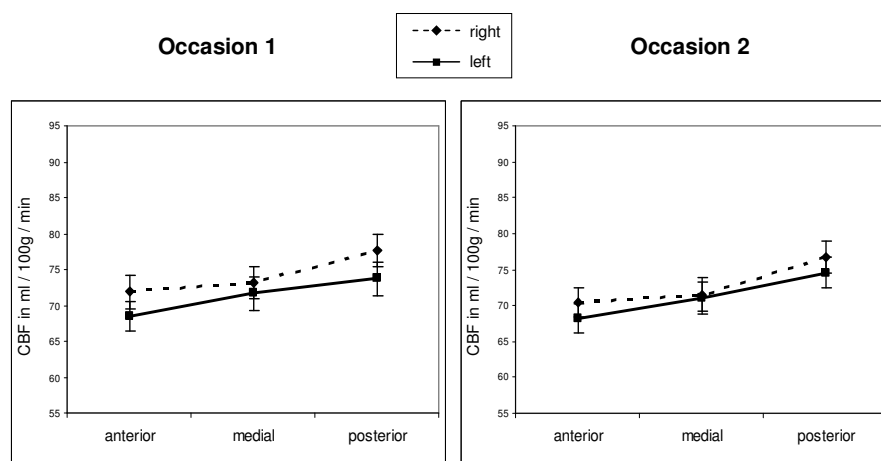 Occasion 1
right
left
Occasion 2
CBF in ml / 100g / min
95
90
85
80
75
70
65
60
55
anterior medial posterior
CBF in ml / 100g / min
95
90
85
80
75
70
65
60
55
anterior medial posterior